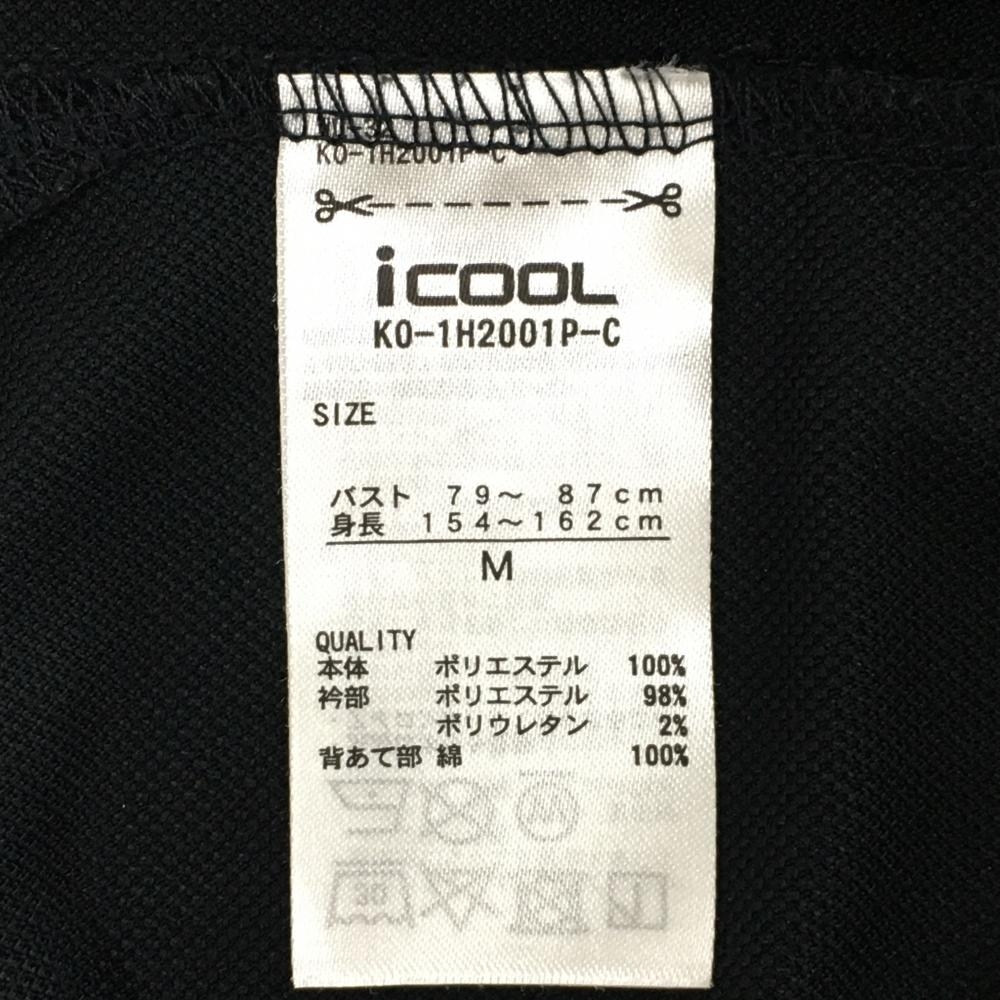 KO-1H2001P-C
iCOOL
KO-1H2001P-C
SIZE
バスト 79～ 87cm
身長 154～162cm
M
QUALITY
本体 ポリエステル 100%
衿部 ポリエステル 98%
ポリウレタン 2%
背あて部 綿 100%